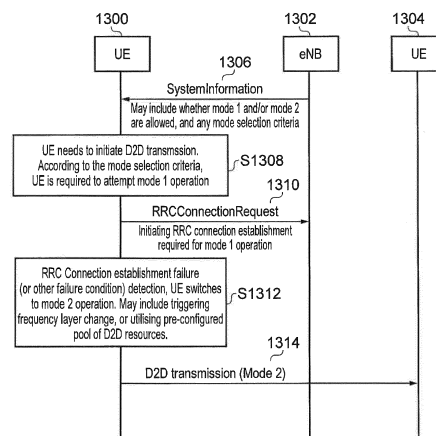 1300
1302
1304
UE
eNB
UE
1306
SystemInformation
May include whether mode 1 and/or mode 2
are allowed, and any mode selection criteria
UE needs to initiate D2D transmssion.
According to the mode selection criteria,
UE is required to attempt mode 1 operation
S1308
1310
RRCConnectionRequest
Initiating RRC connection establishment
required for mode 1 operation
RRC Connection establishment failure
(or other failure condition) detection, UE switches
to mode 2 operation. May include triggering
frequency layer change, or utilising pre-configured
pool of D2D resources.
S1312
1314
D2D transmission (Mode 2)